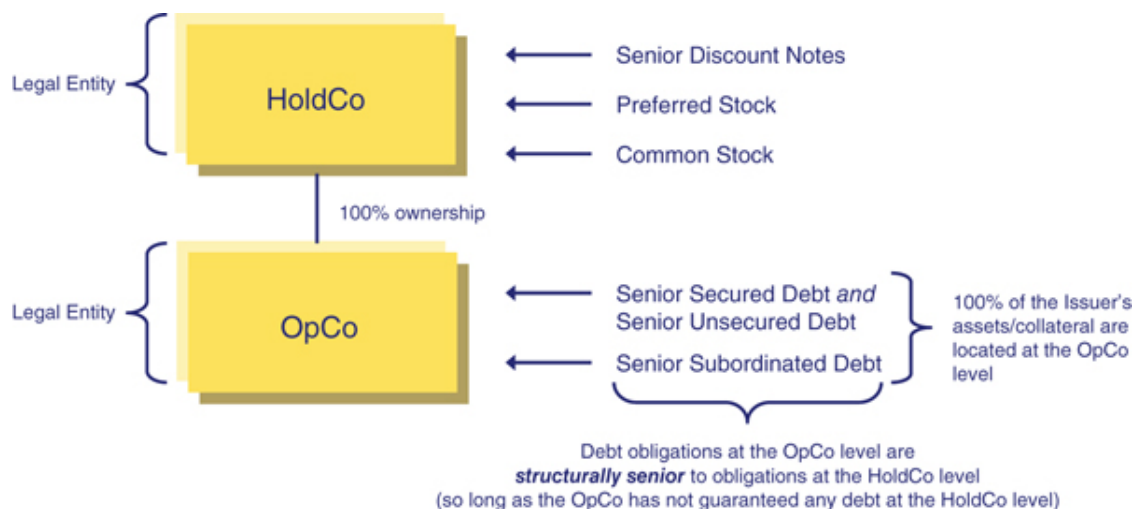 Legal Entity
HoldCo
Senior Discount Notes
Preferred Stock
Common Stock
100% ownership
Legal Entity
OpCo
Senior Secured Debt and
Senior Unsecured Debt
Senior Subordinated Debt
100% of the Issuer's
assets/collateral are
located at the OpCo
level
Debt obligations at the OpCo level are
structurally senior to obligations at the HoldCo level
(so long as the OpCo has not guaranteed any debt at the HoldCo level)